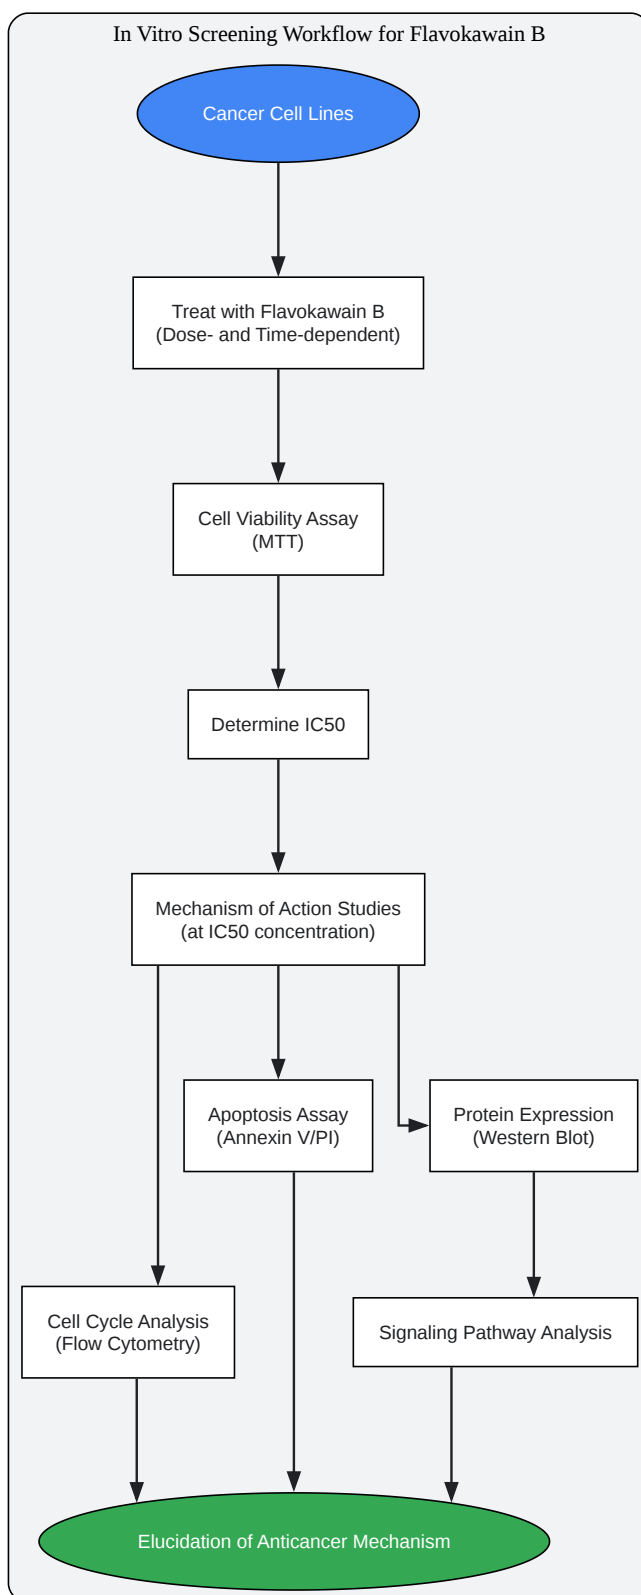 In Vitro Screening Workflow for Flavokawain B
Cancer Cell Lines
Treat with Flavokawain B
(Dose- and Time-dependent)
Cell Viability Assay
(MTT)
Determine IC50
Mechanism of Action Studies
(at IC50 concentration)
Apoptosis Assay
(Annexin V/PI)
Protein Expression
(Western Blot)
Cell Cycle Analysis
(Flow Cytometry)
Signaling Pathway Analysis
Elucidation of Anticancer Mechanism